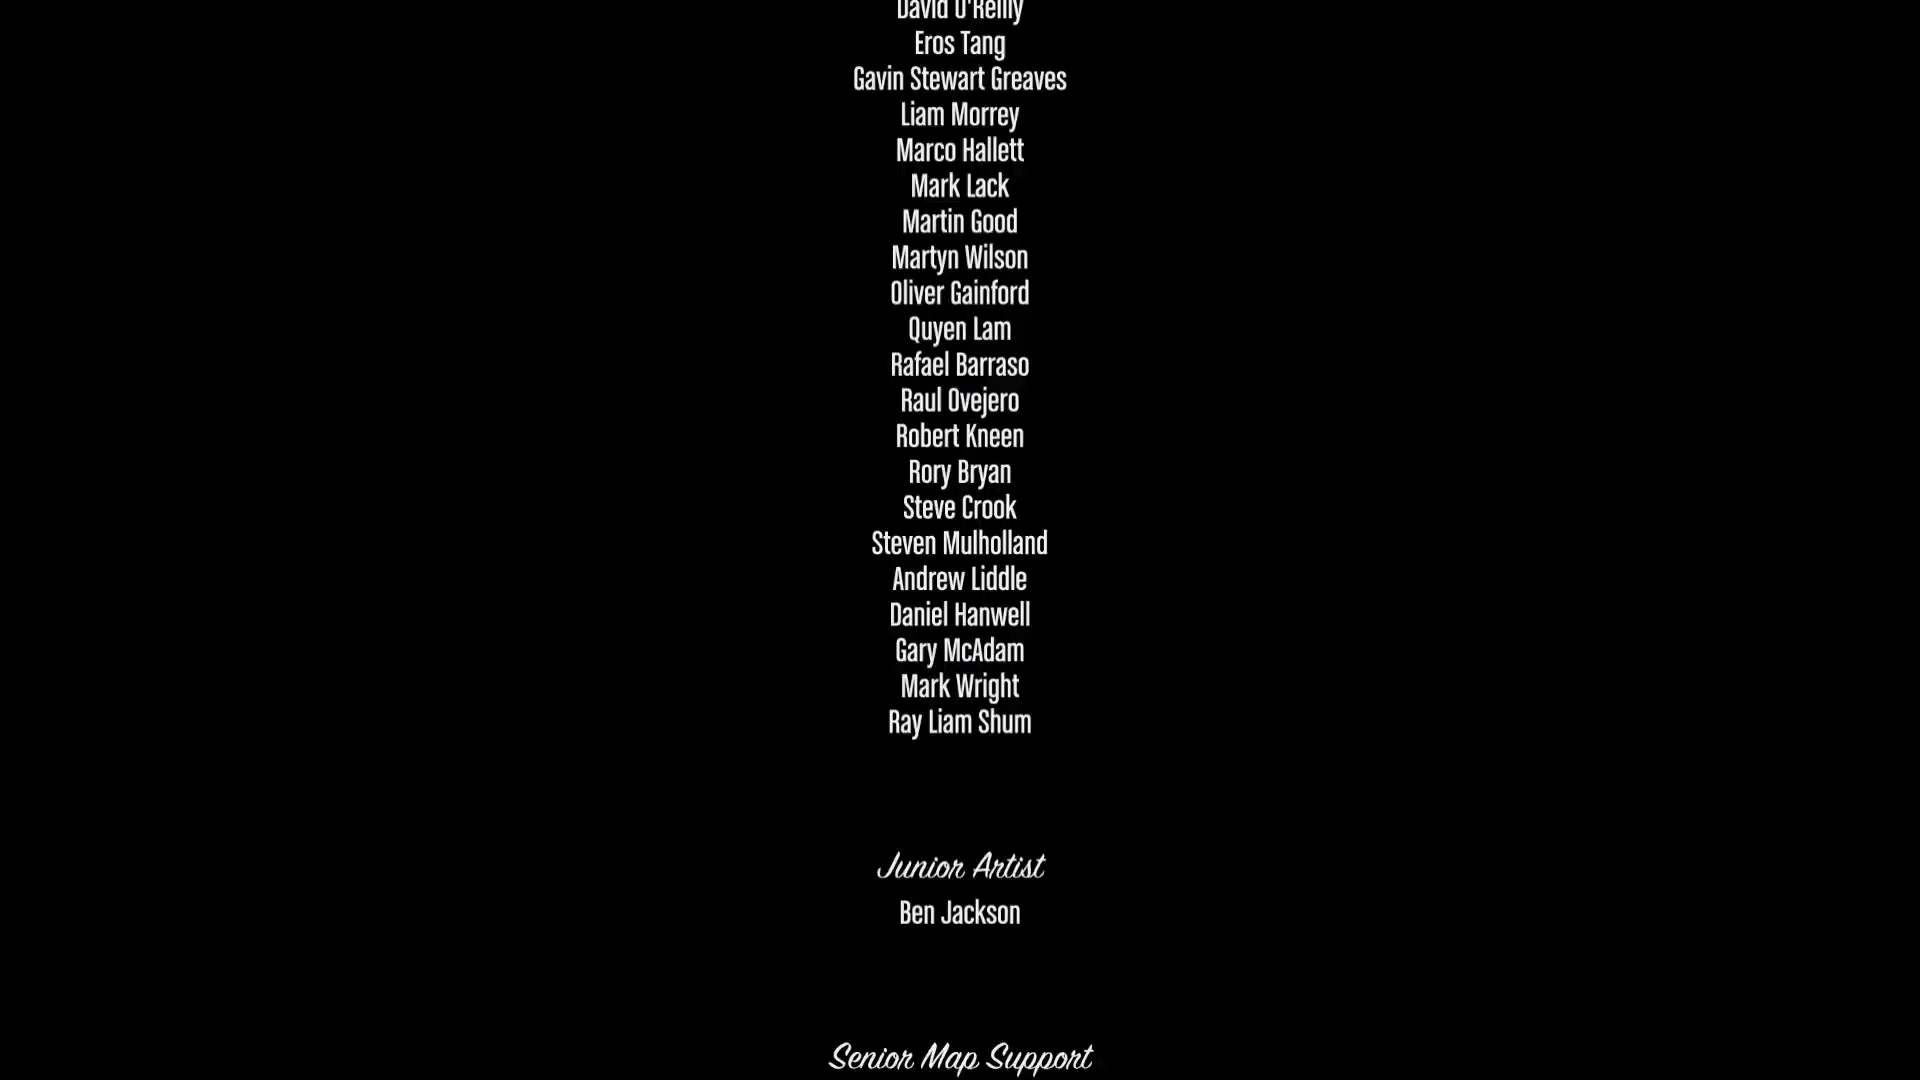 David O'Reilly
Eros Tang
Gavin Stewart Greaves
Liam Morrey
Marco Hallett
Mark Lack
Martin Good
Martyn Wilson
Oliver Gainford
Quyen Lam
Rafael Barraso
Raul Ovejero
Robert Kneen
Rory Bryan
Steve Crook
Steven Mulholland
Andrew Liddle
Daniel Hanwell
Gary McAdam
Mark Wright
Ray Liam Shum
Junior Artist
Ben Jackson
Senior Map Support